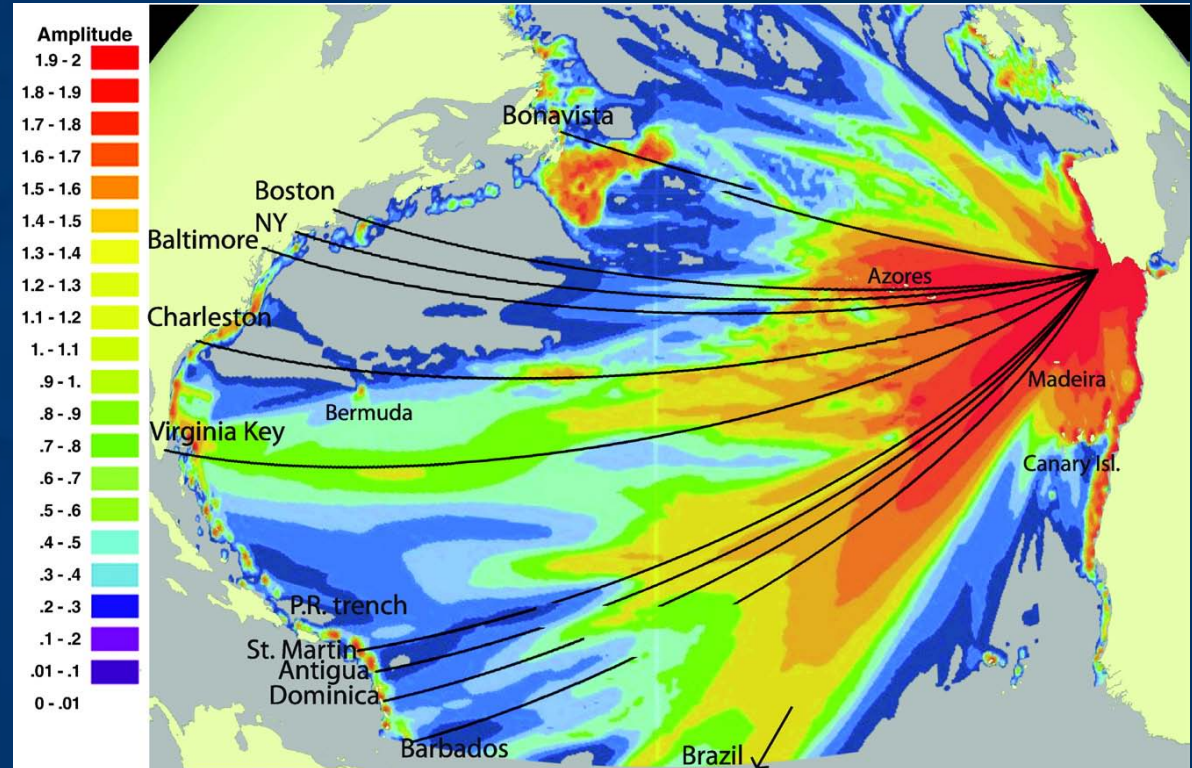 Amplitude
1.9 - 2
1.8 - 1.9
1.7 - 1.8
1.6 - 1.7
1.5 - 1.6
1.4 - 1.5
1.3 - 1.4
1.2 - 1.3
1.1 - 1.2
1. - 1.1
.9 - 1.
.8 - .9
.7 - .8
.6 - .7
.5 - .6
.4 - .5
.3 - .4
.2 - .3
.1 - .2
.01 - .1
0 - .01
Bonavista
Boston
NY
Baltimore
Azores
Charleston
Madeira
Bermuda
Virginia Key
Canary Isl.
P.R. trench
St. Martin
Antigua
Dominica
Barbados
Brazil